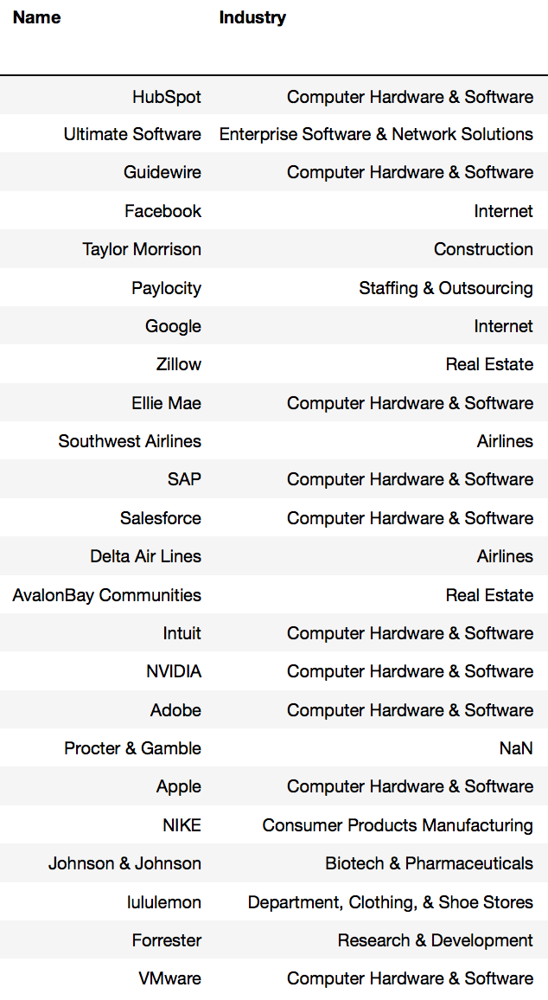 Name Industry
HubSpot Computer Hardware & Software
Ultimate Software Enterprise Software & Network Solutions
Guidewire Computer Hardware & Software
Facebook Internet
Taylor Morrison Construction
Paylocity Staffing & Outsourcing
Google Internet
Zillow Real Estate
Ellie Mae Computer Hardware & Software
Southwest Airlines Airlines
SAP Computer Hardware & Software
Salesforce Computer Hardware & Software
Delta Air Lines Airlines
AvalonBay Communities Real Estate
Intuit Computer Hardware & Software
NVIDIA Computer Hardware & Software
Adobe Computer Hardware & Software
Procter & Gamble NaN
Apple Computer Hardware & Software
NIKE Consumer Products Manufacturing
Johnson & Johnson Biotech & Pharmaceuticals
lululemon Department, Clothing, & Shoe Stores
Forrester Research & Development
VMware Computer Hardware & Software